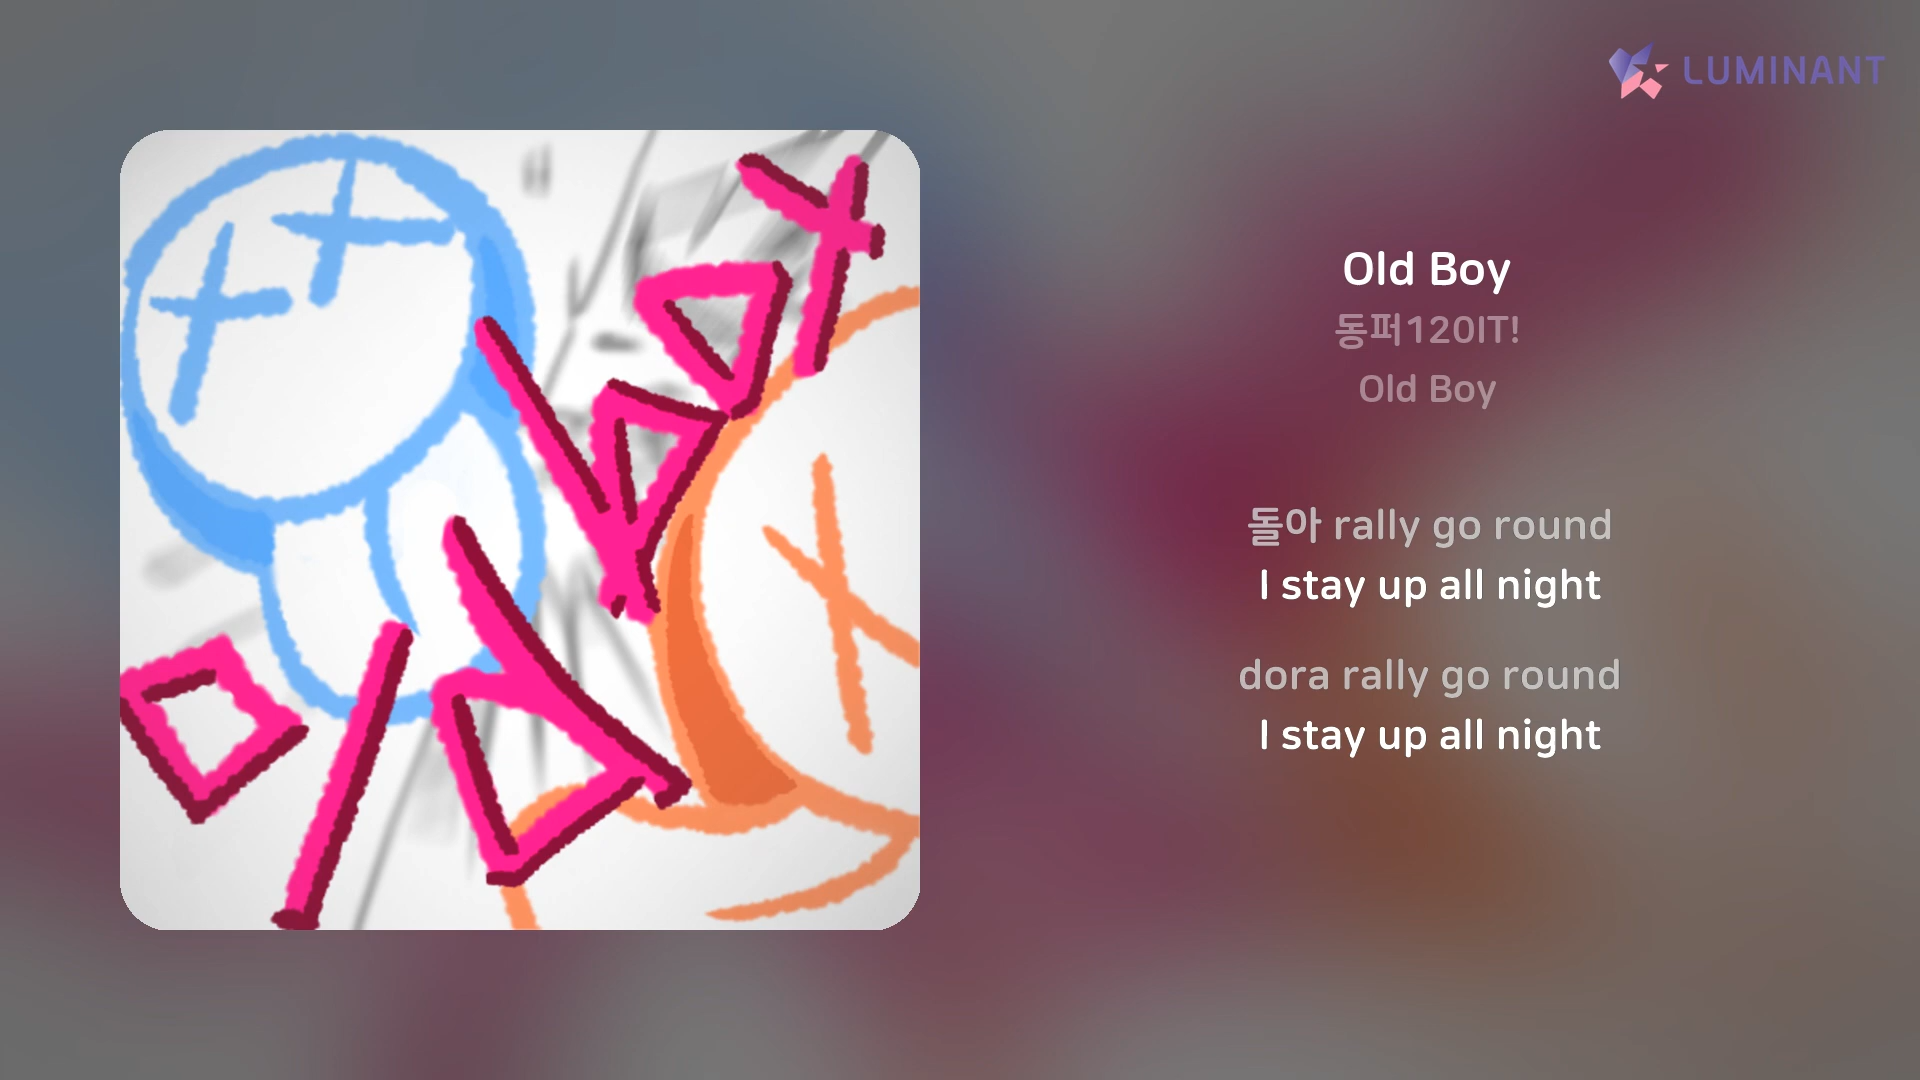 LUMINANT
Old Boy
동퍼120IT!
Old Boy
돌아 rally go round
I stay up all night
dora rally go round
I stay up all night